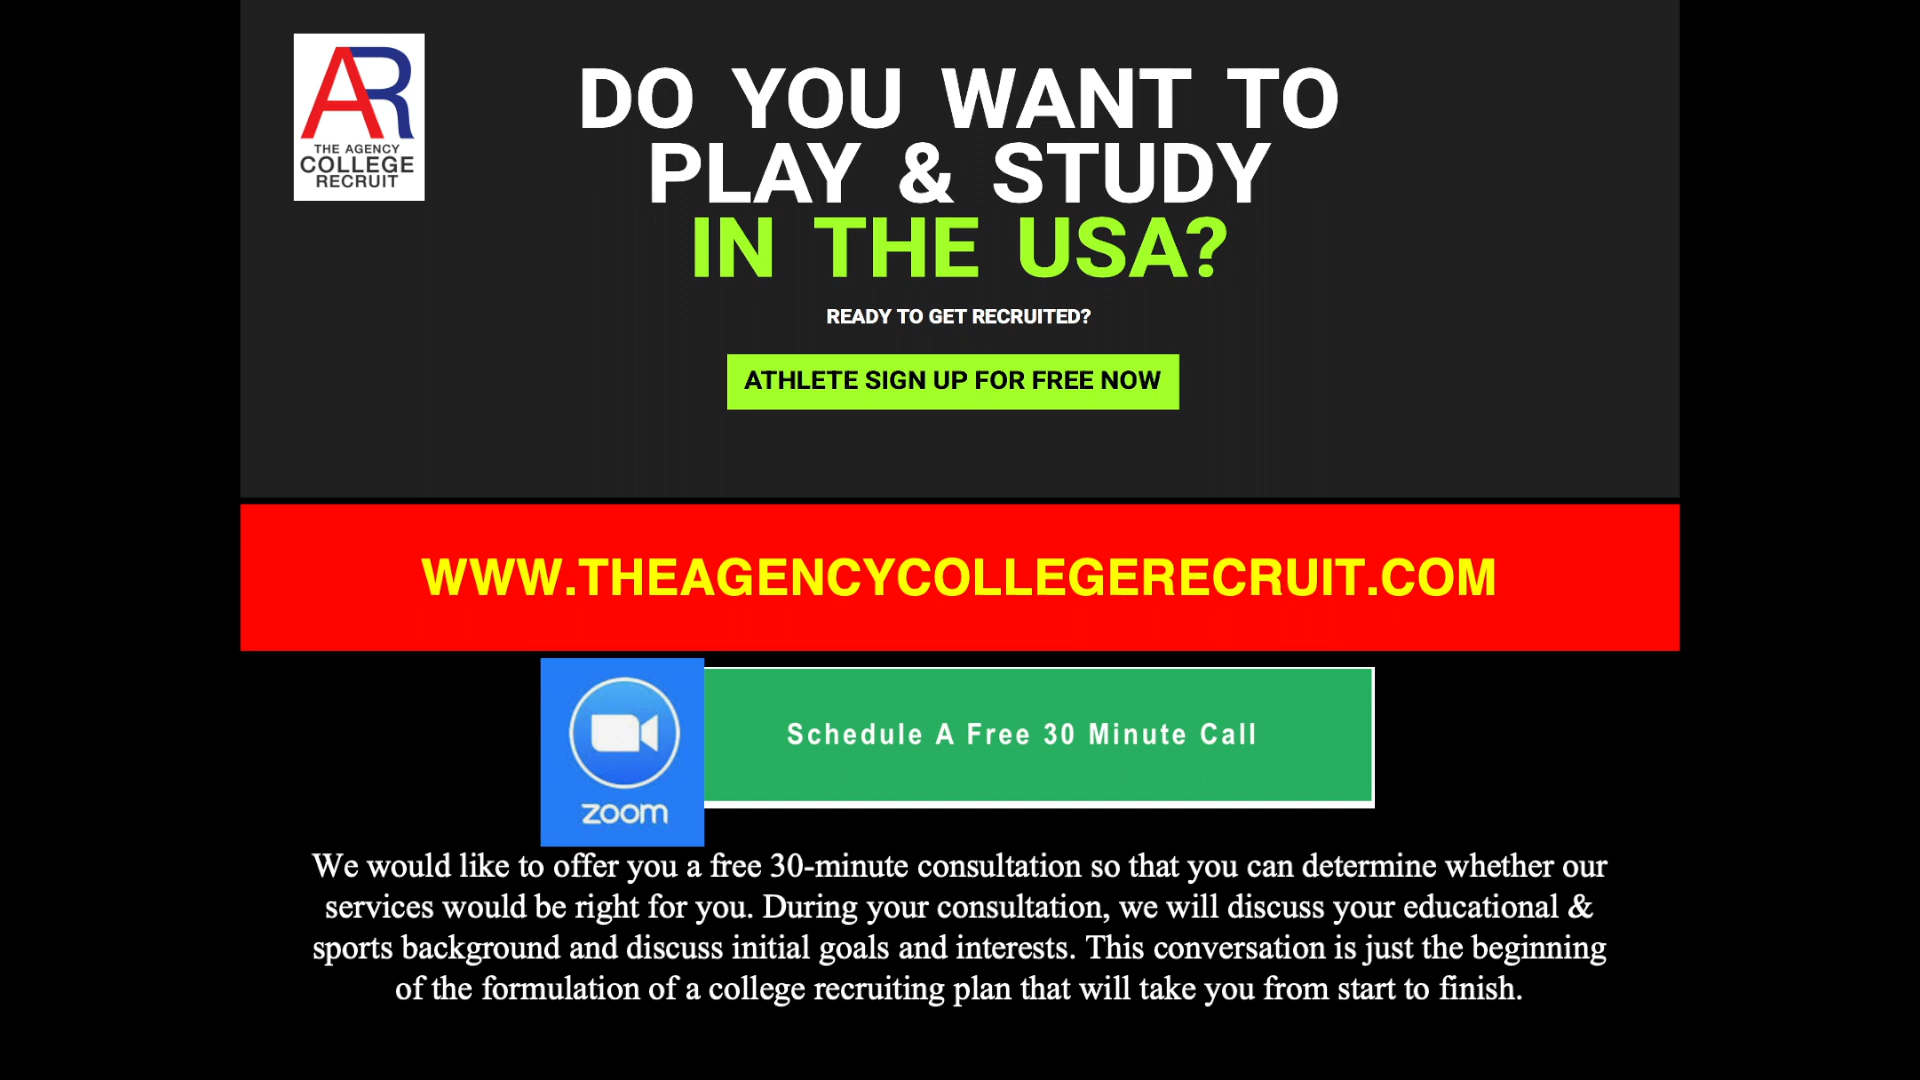 AR
THE AGENCY
COLLEGE
RECRUIT
DO YOU WANT TO
PLAY & STUDY
IN THE USA?
READY TO GET RECRUITED?
ATHLETE SIGN UP FOR FREE NOW
WWW.THEAGENCYCOLLEGERECRUIT.COM
zoom
Schedule A Free 30 Minute Call
We would like to offer you a free 30-minute consultation so that you can determine whether our
services would be right for you. During your consultation, we will discuss your educational &
sports background and discuss initial goals and interests. This conversation is just the beginning
of the formulation of a college recruiting plan that will take you from start to finish.